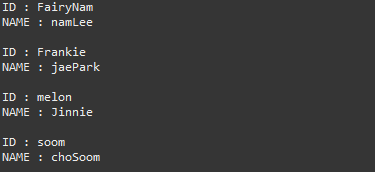 ID : FairyNam
NAME : namLee
ID : Frankie
NAME : jaePark
ID : melon
NAME : Jinnie
ID : soom
NAME : choSoom